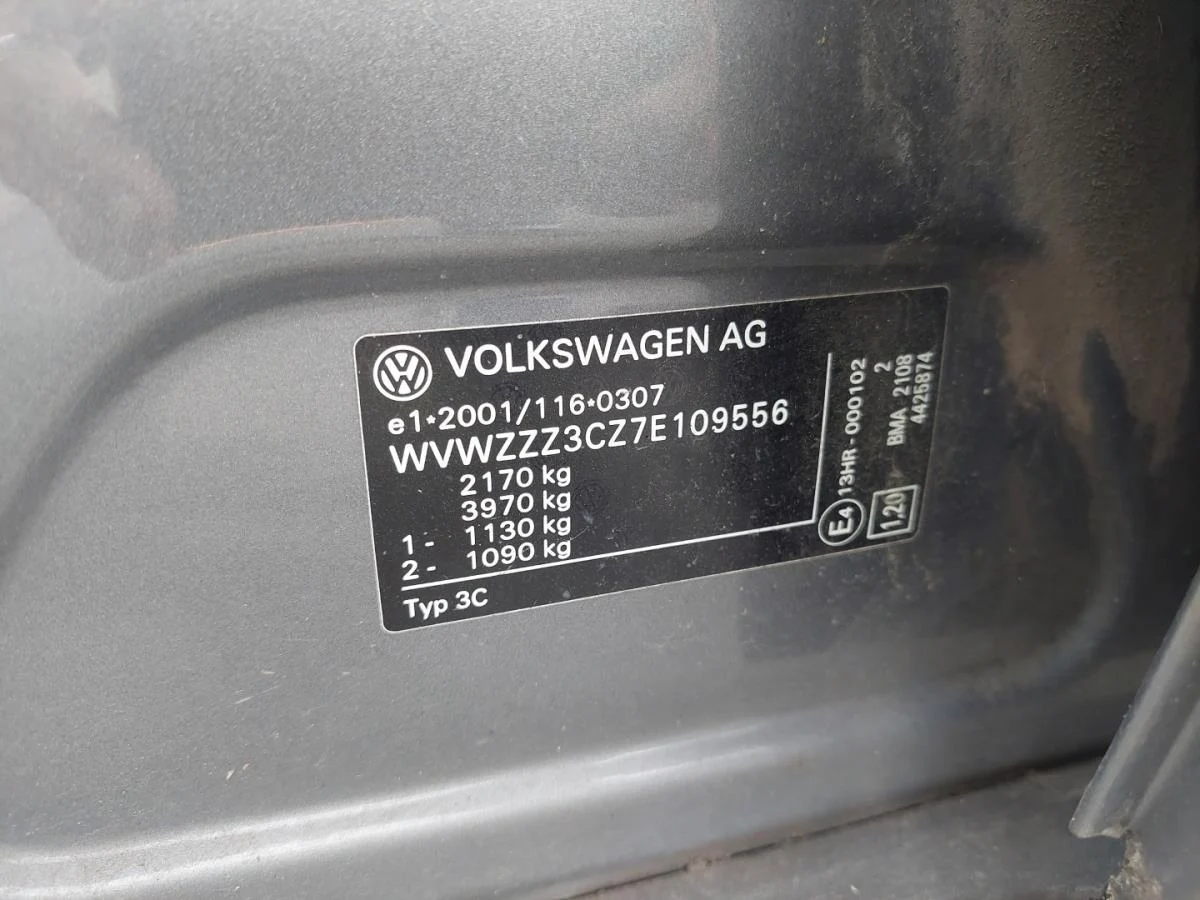 VOLKSWAGEN AG
e1*2001/116*0307
WVWZZZ3CZ7E109556
2170 kg
3970 kg
1 - 1130 kg
2 - 1090 kg
Typ 3C
E4 13HR-000102
1,20 BMA 2108 2
4425874